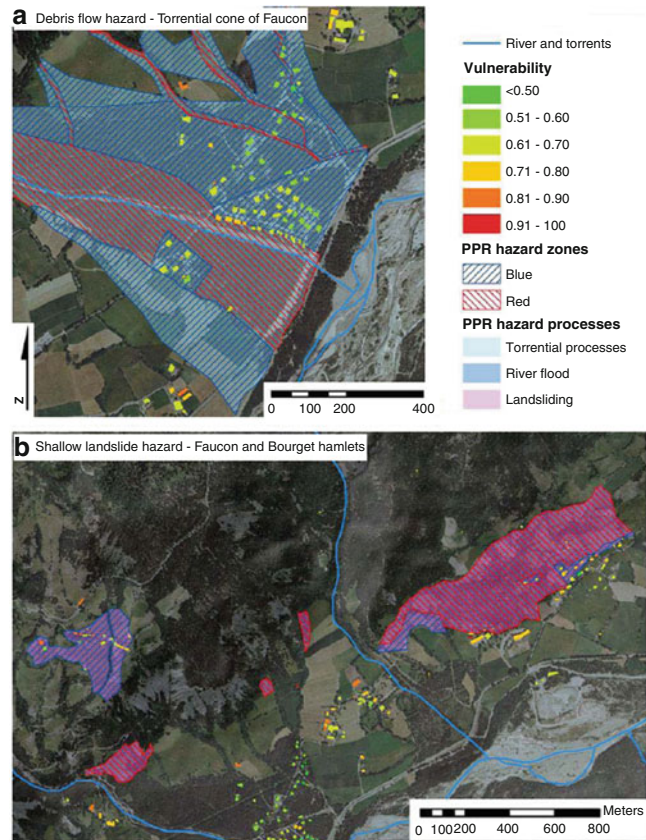 a Debris flow hazard - Torrential cone of Faucon
River and torrents
Vulnerability
<0.50
0.51 - 0.60
0.61 - 0.70
0.71 - 0.80
0.81 - 0.90
0.91 - 100
PPR hazard zones
Blue
Red
PPR hazard processes
Torrential processes
River flood
Landsliding
N
0 100 200 400
b Shallow landslide hazard - Faucon and Bourget hamlets
Meters
0 100 200 400 600 800